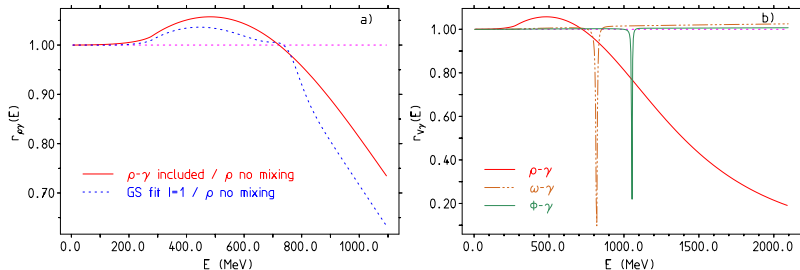 a)
1.00
0.90
0.80
0.70
rργ(E)
ρ-γ included / ρ no mixing
GS fit I=1 / ρ no mixing
0.0 200.0 400.0 600.0 800.0 1000.0
E (MeV)
b)
1.00
0.80
0.60
0.40
0.20
rVγ(E)
ρ-γ
ω-γ
Φ-γ
0.0 500.0 1000.0 1500.0 2000.0
E (MeV)